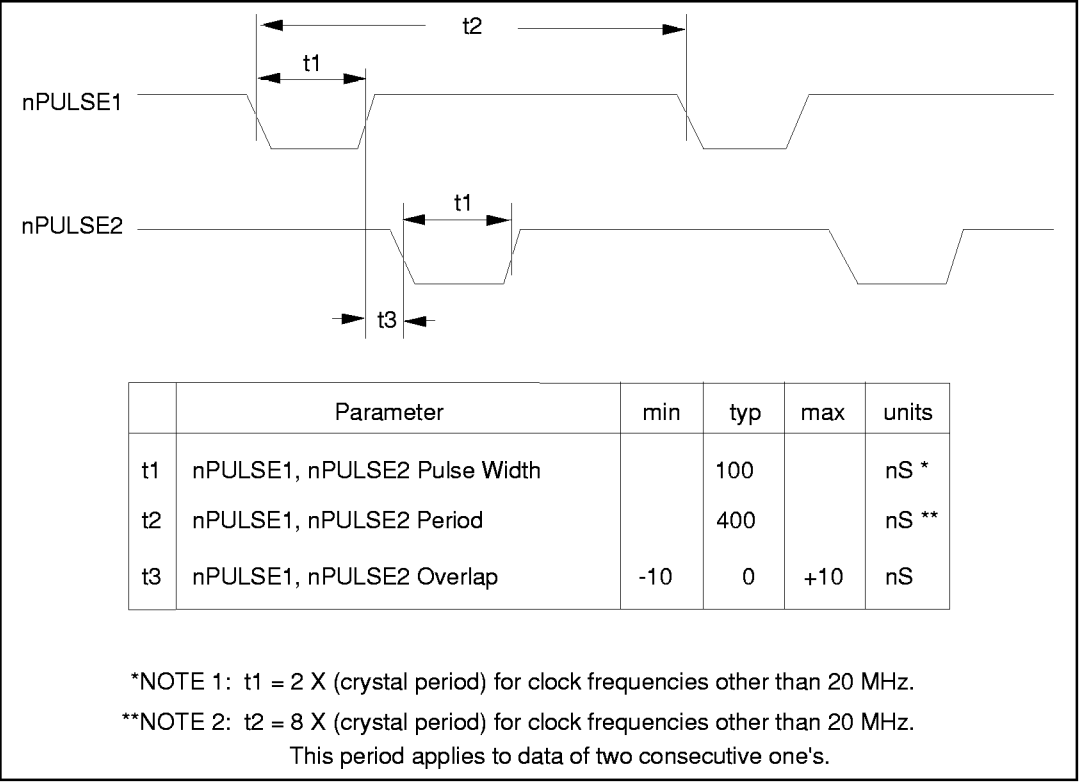 t2
t1
nPULSE1
t1
nPULSE2
t3
Parameter min typ max units
t1 nPULSE1, nPULSE2 Pulse Width 100 nS *
t2 nPULSE1, nPULSE2 Period 400 nS **
t3 nPULSE1, nPULSE2 Overlap -10 0 +10 nS
*NOTE 1: t1 = 2 X (crystal period) for clock frequencies other than 20 MHz.
**NOTE 2: t2 = 8 X (crystal period) for clock frequencies other than 20 MHz.
This period applies to data of two consecutive one's.